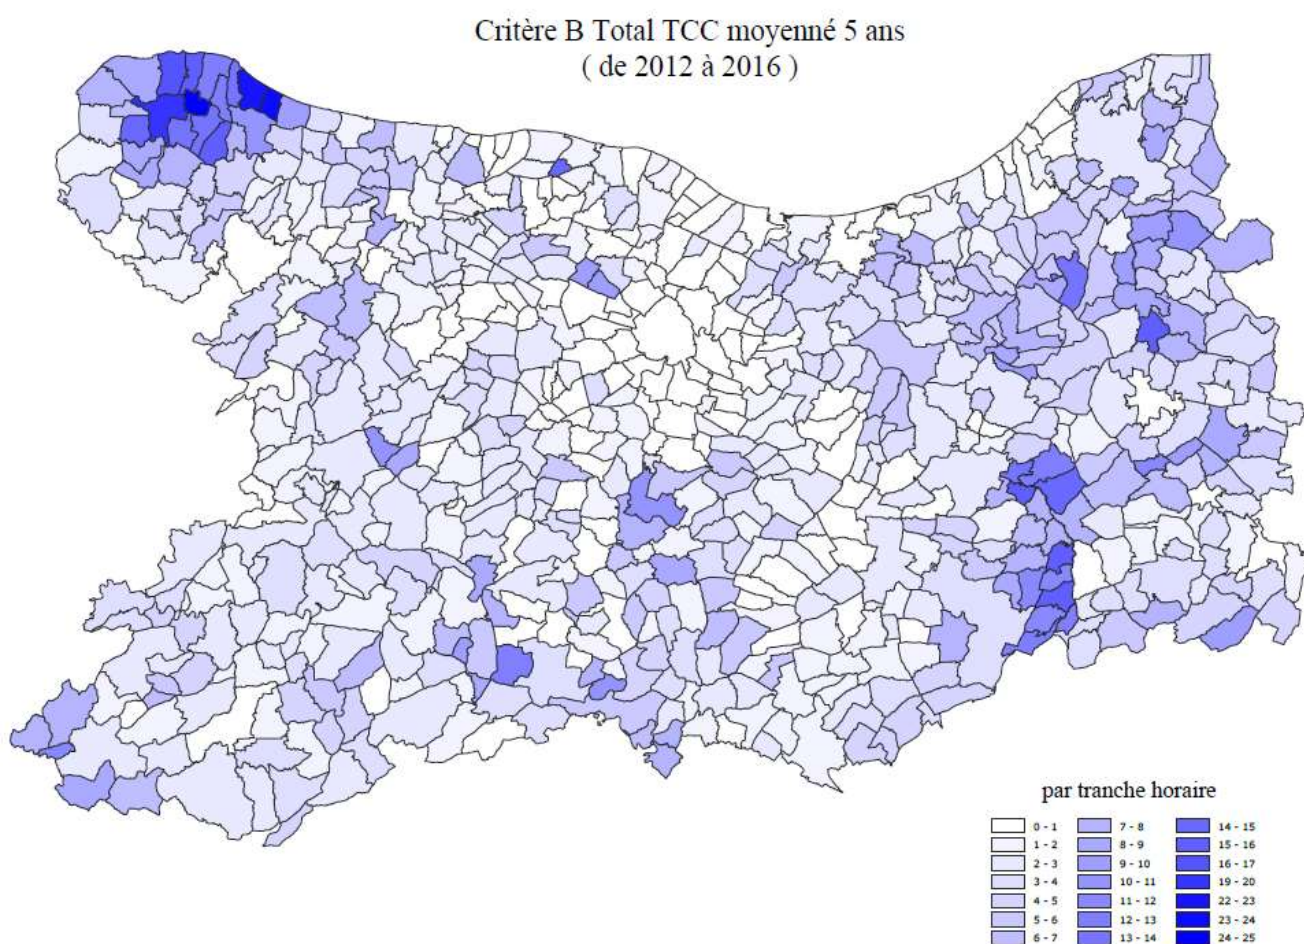 Critère B Total TCC moyenné 5 ans
( de 2012 à 2016 )
par tranche horaire
0 - 1
1 - 2
2 - 3
3 - 4
4 - 5
5 - 6
6 - 7
7 - 8
8 - 9
9 - 10
10 - 11
11 - 12
12 - 13
13 - 14
14 - 15
15 - 16
16 - 17
19 - 20
22 - 23
23 - 24
24 - 25